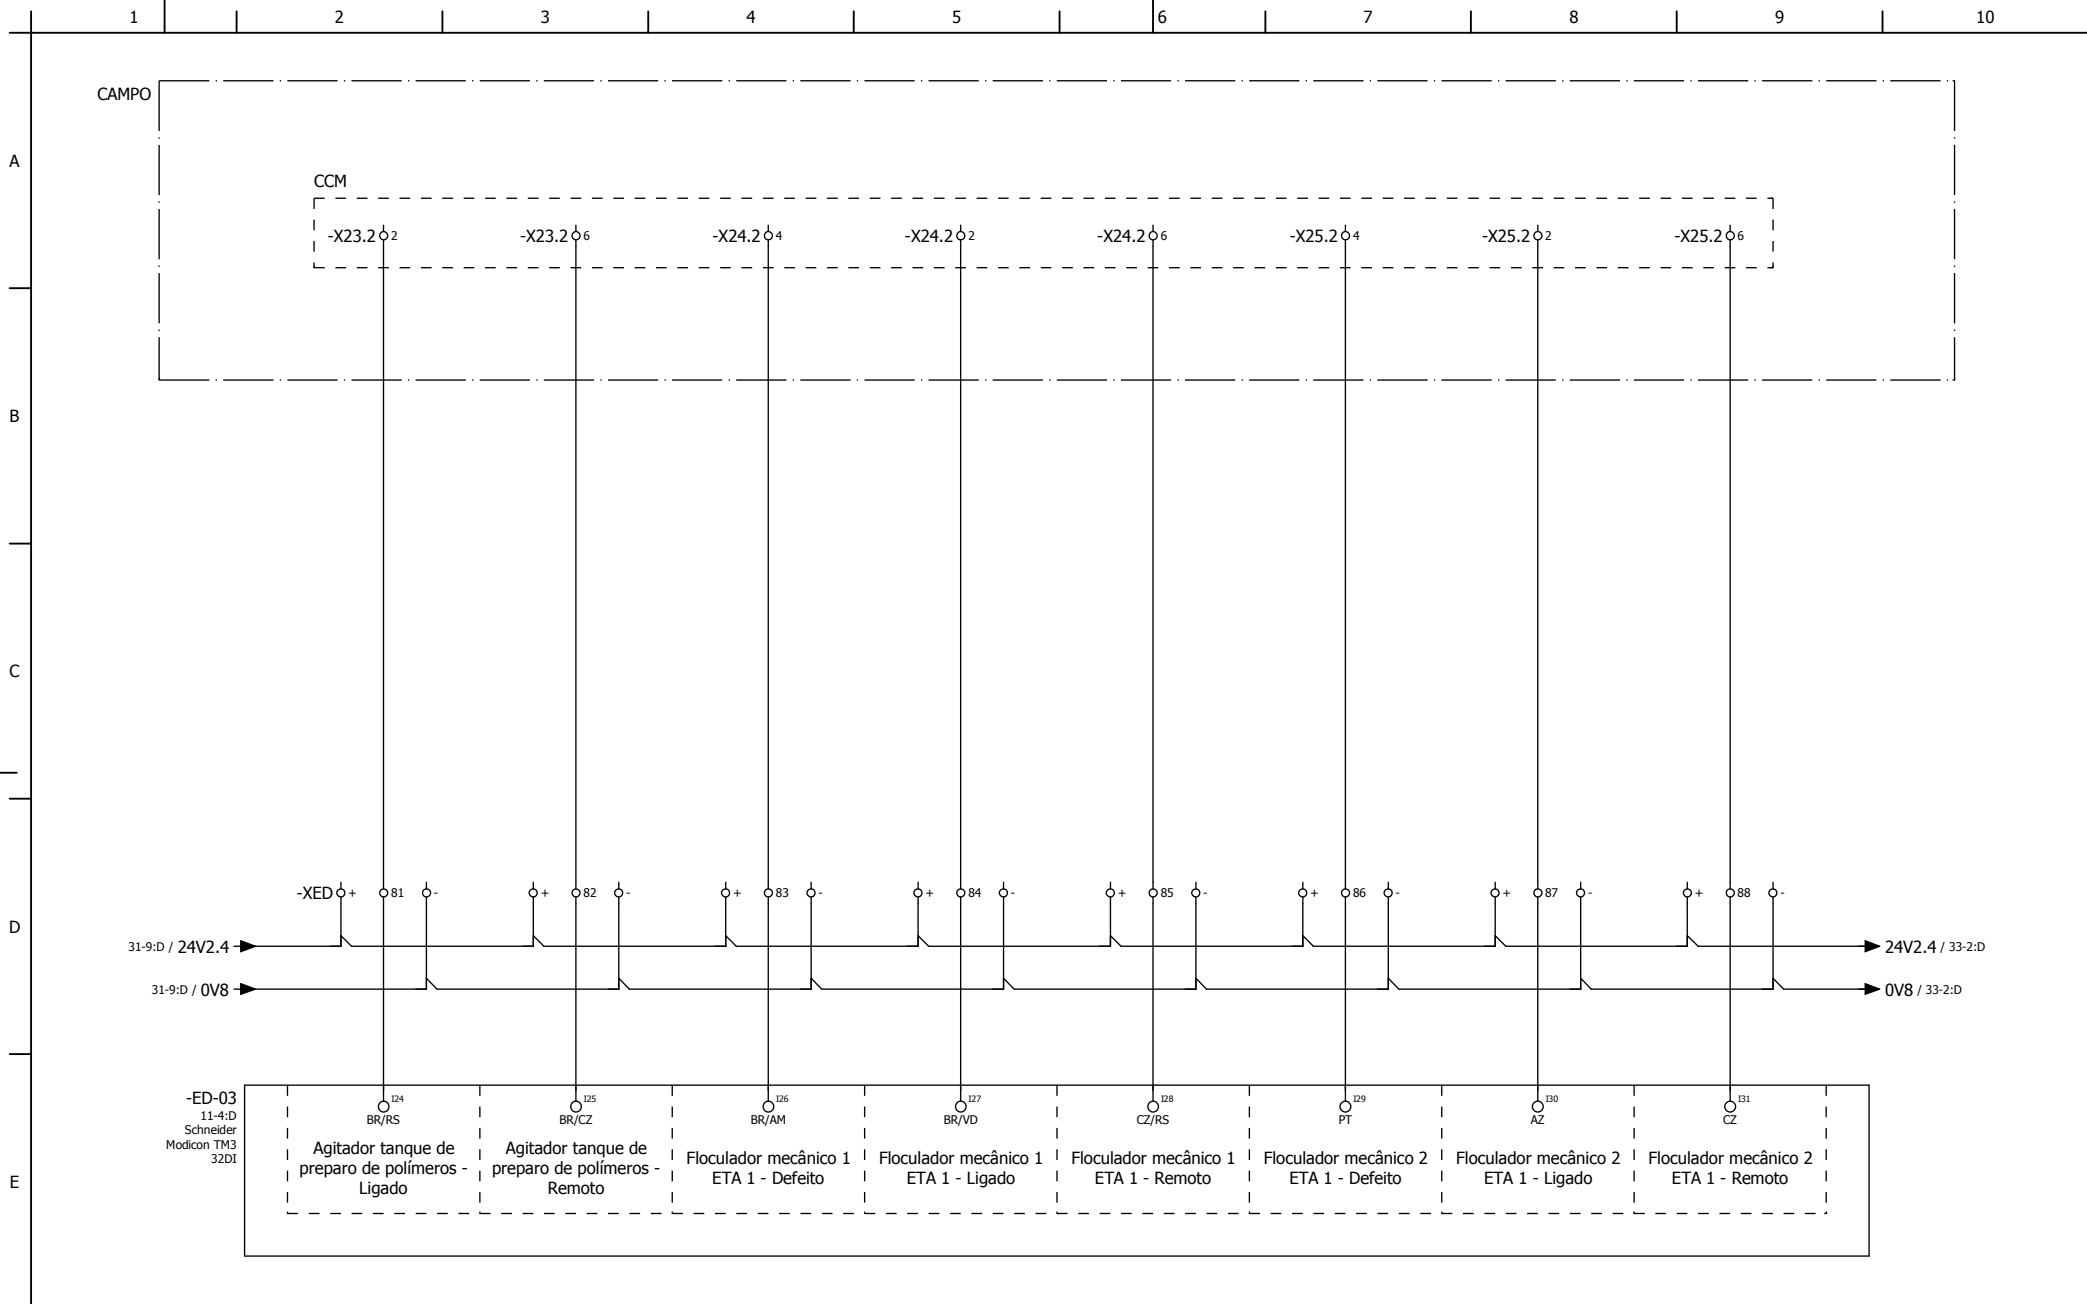 1 2 3 4 5 6 7 8 9 10
CAMPO
A
CCM
-X23.2 2 -X23.2 6 -X24.2 4 -X24.2 2 -X24.2 6 -X25.2 4 -X25.2 2 -X25.2 6
B
C
-XED + 81 - + 82 - + 83 - + 84 - + 85 - + 86 - + 87 - + 88 -
D
31-9:D / 24V2.4 24V2.4 / 33-2:D
31-9:D / 0V8 0V8 / 33-2:D
-ED-03
11-4:D
Schneider
Modicon TM3
32DI
E
I24
BR/RS
Agitador tanque de
preparo de polímeros -
Ligado
I25
BR/CZ
Agitador tanque de
preparo de polímeros -
Remoto
I26
BR/AM
Floculador mecânico 1
ETA 1 - Defeito
I27
BR/VD
Floculador mecânico 1
ETA 1 - Ligado
I28
CZ/RS
Floculador mecânico 1
ETA 1 - Remoto
I29
PT
Floculador mecânico 2
ETA 1 - Defeito
I30
AZ
Floculador mecânico 2
ETA 1 - Ligado
I31
CZ
Floculador mecânico 2
ETA 1 - Remoto